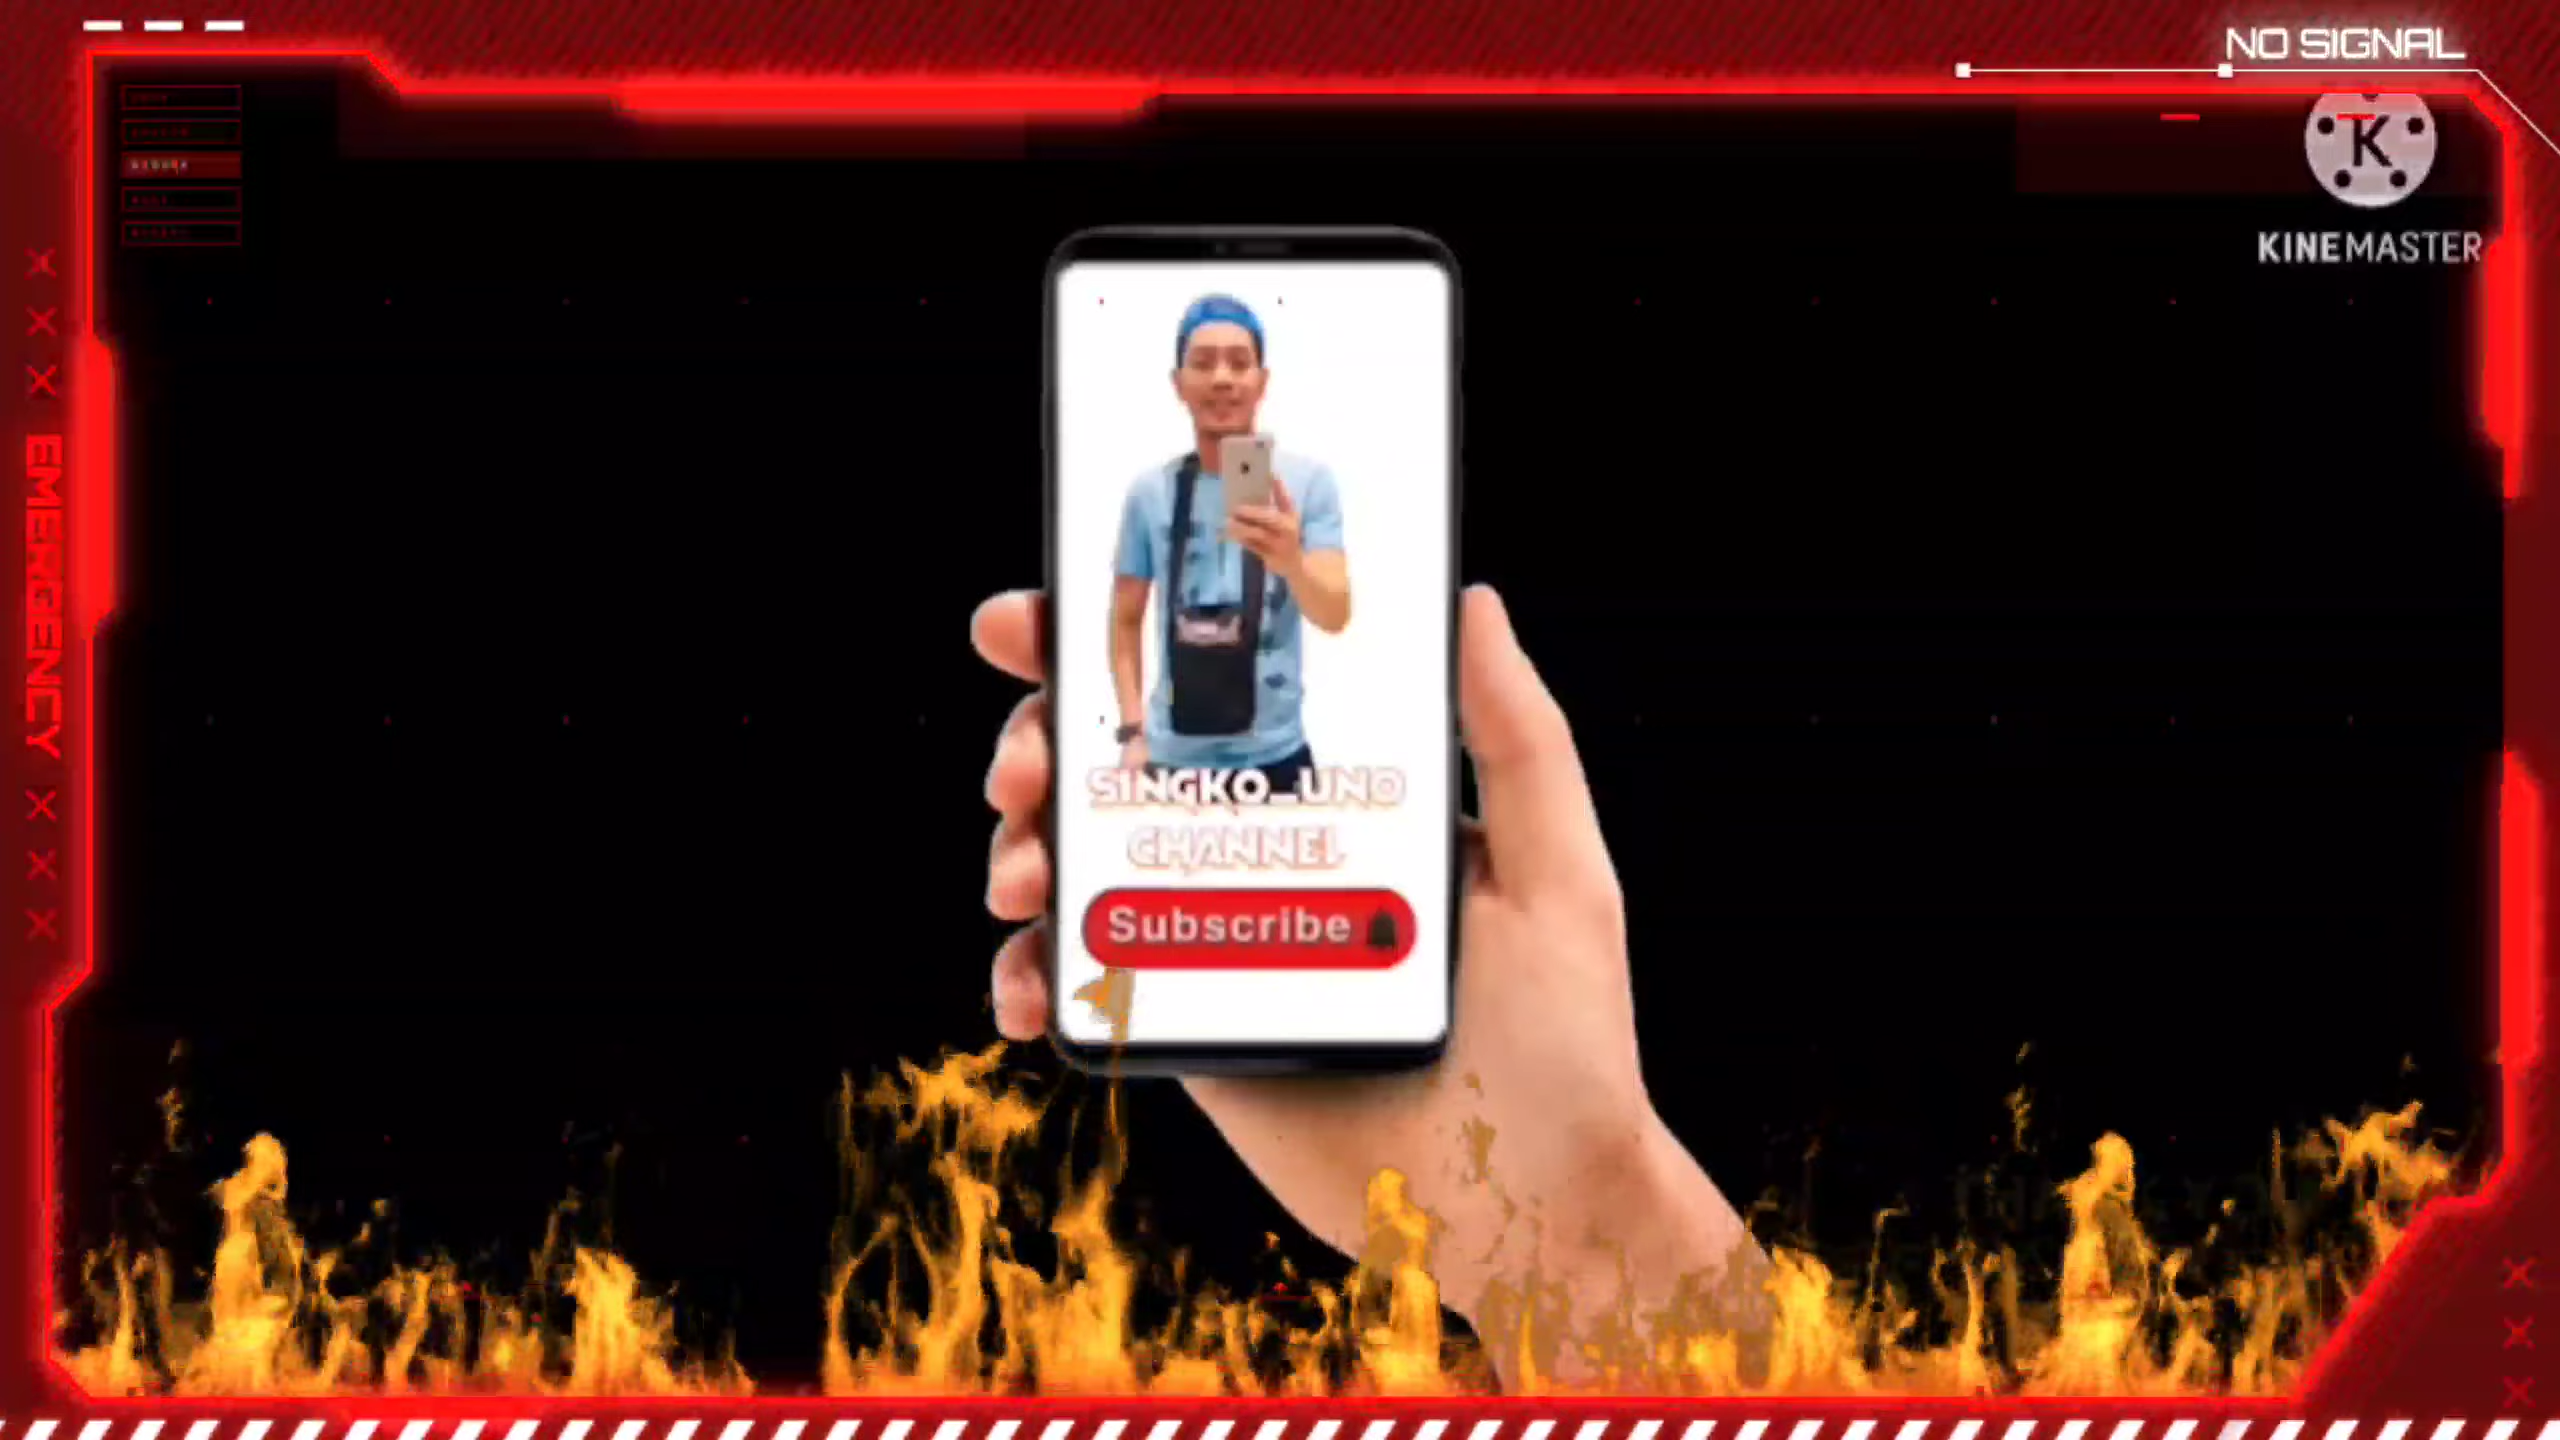 NO SIGNAL
K
KINEMASTER
EMERGENCY
SINGKO_UNO
CHANNEL
Subscribe